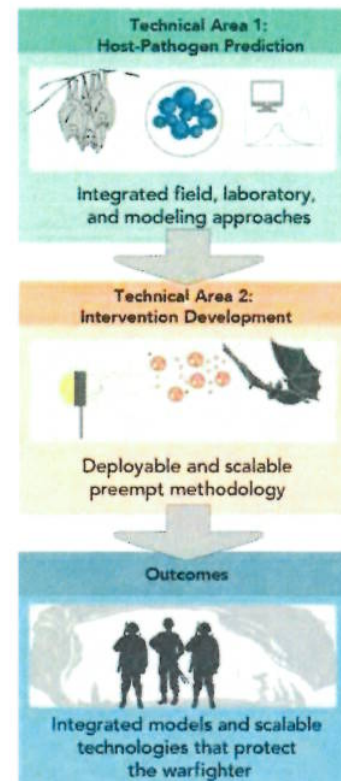 Technical Area 1:
Host-Pathogen Prediction
Integrated field, laboratory,
and modeling approaches
Technical Area 2:
Intervention Development
Deployable and scalable
preempt methodology
Outcomes
Integrated models and scalable
technologies that protect
the warfighter